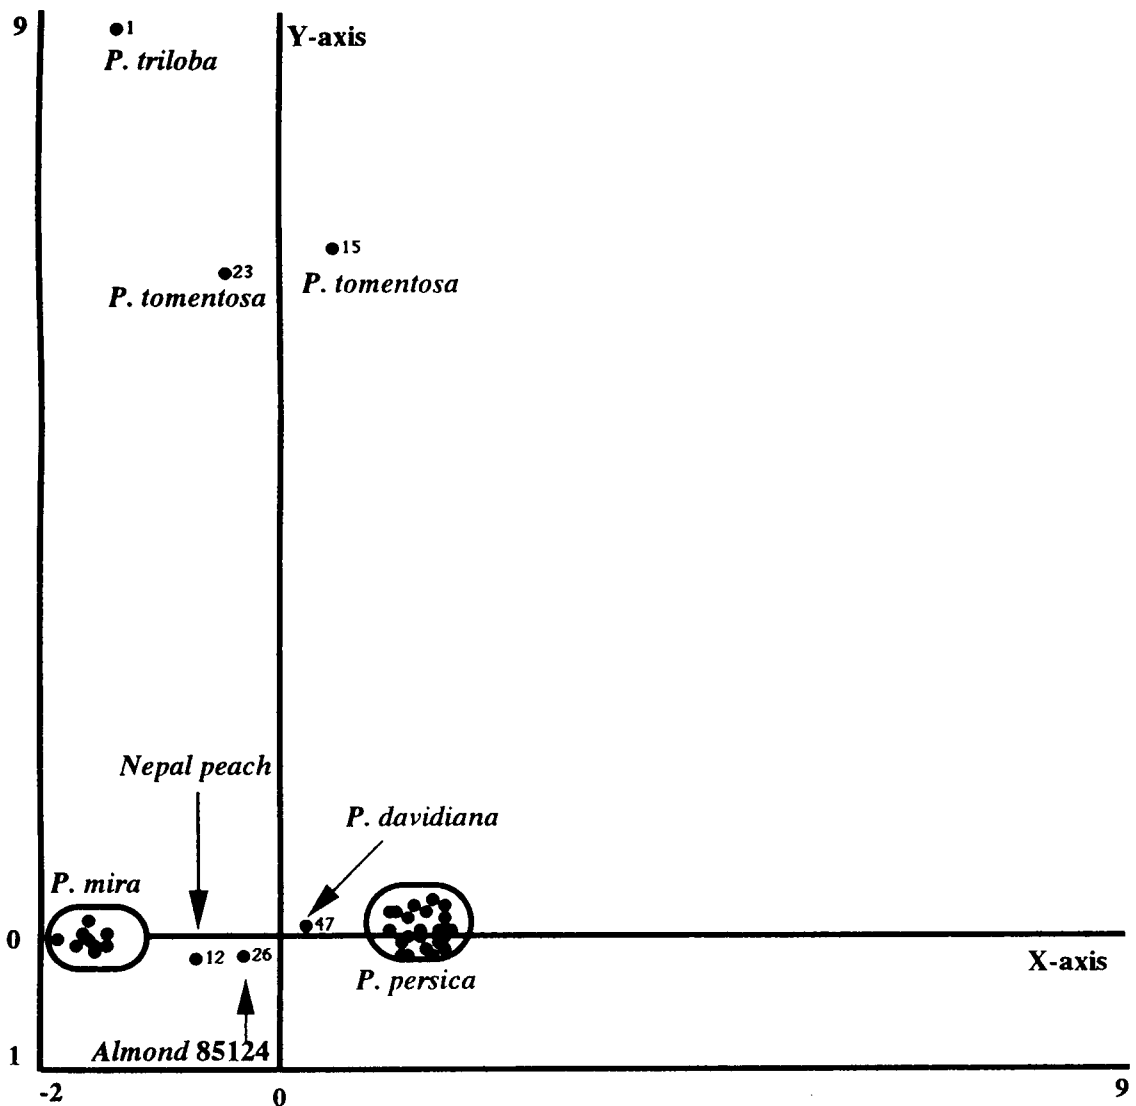 9
1
Y-axis
P. triloba
15
23
P. tomentosa
P. tomentosa
Nepal peach
P. davidiana
P. mira
47
0
12
26
X-axis
P. persica
Almond 85124
1
-2
0
9